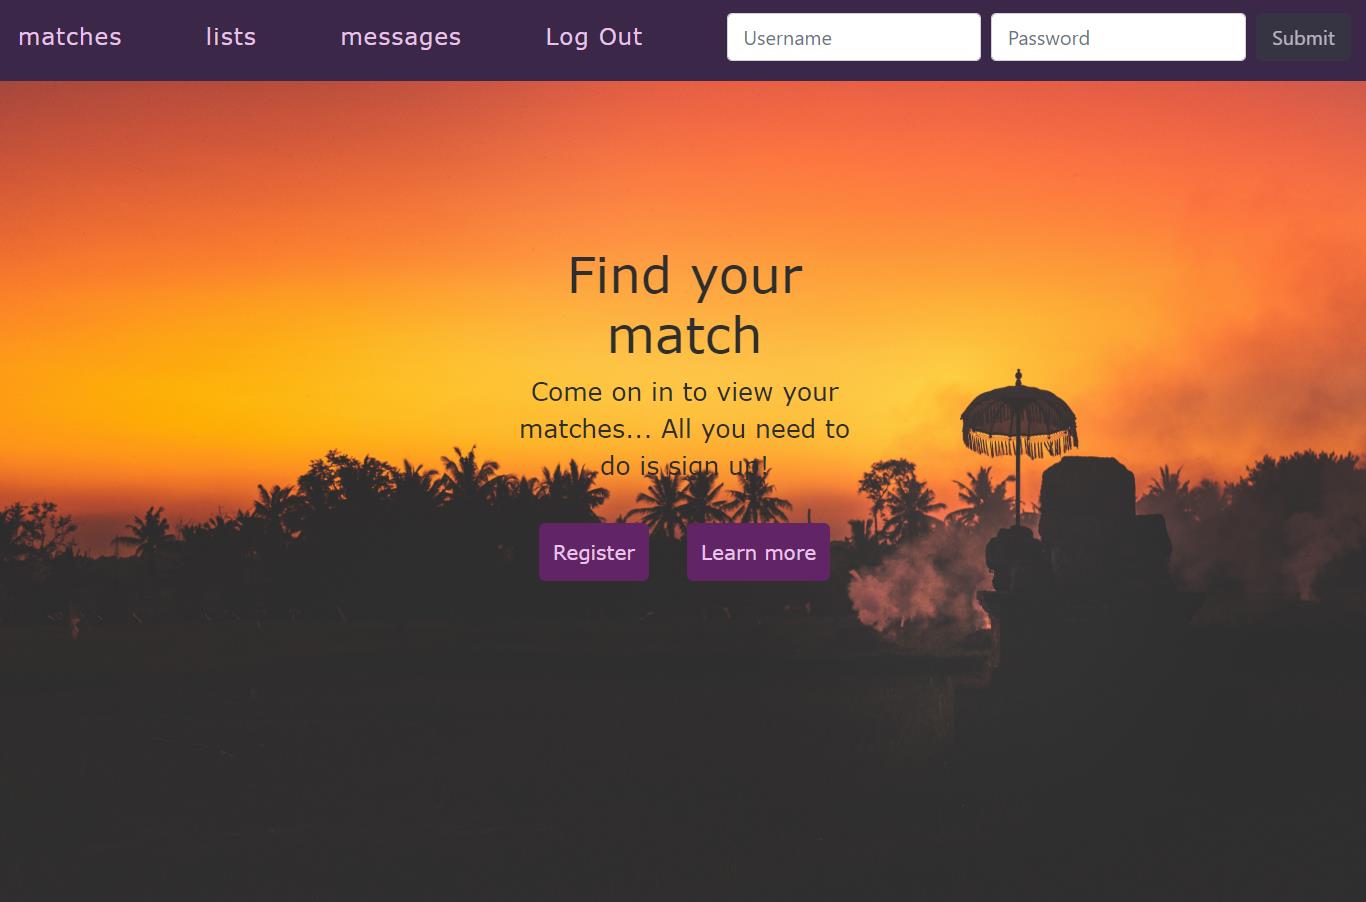 matches lists messages Log Out Username Password Submit
Find your
match
Come on in to view your
matches... All you need to
do is sign up!
Register Learn more